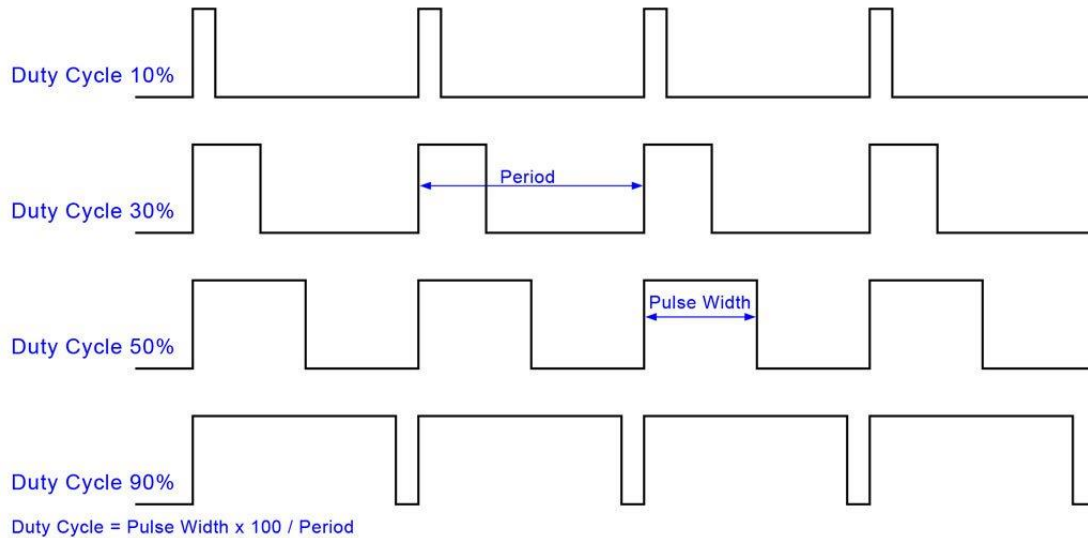 Duty Cycle 10%
Period
Duty Cycle 30%
Pulse Width
Duty Cycle 50%
Duty Cycle 90%
Duty Cycle = Pulse Width x 100 / Period